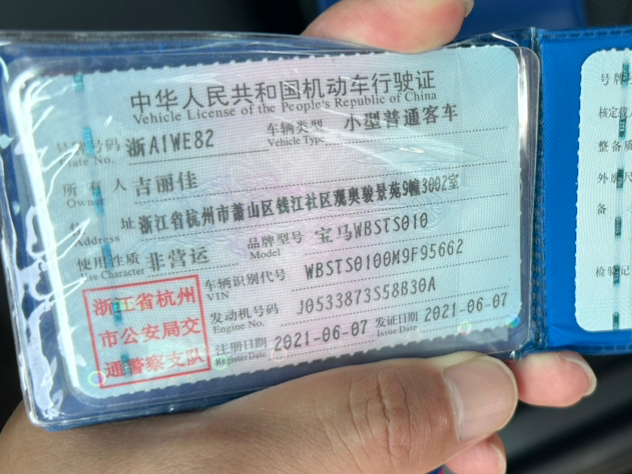 中华人民共和国机动车行驶证
Vehicle License of the People's Republic of China
号牌号码 浙A1WE82 车辆类型 小型普通客车
Plate No. Vehicle Type
所有人 吉丽佳
Owner
址 浙江省杭州市萧山区钱江社区观奥骏景苑9幢3002室
Address
使用性质 非营运 品牌型号 宝马WBSTS010
Use Character Model
车辆识别代号 WBSTS0100M9F95662
VIN
浙江省杭州
市公安局交
通警察支队
发动机号码 J0533873S58B30A
Engine No.
注册日期 2021-06-07 发证日期 2021-06-07
Register Date Issue Date
号牌
核定载
整备质
外廓尺
备
检验记